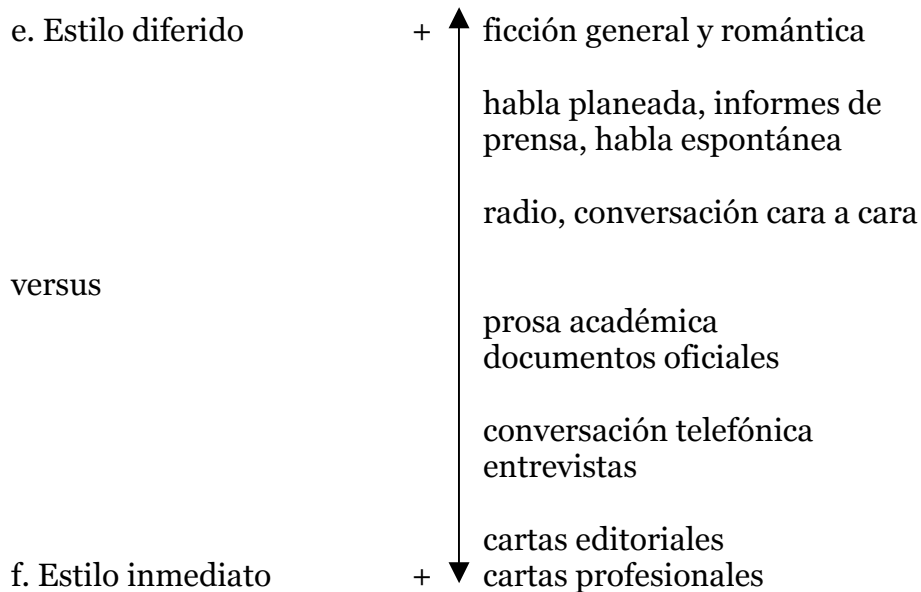 e. Estilo diferido + ficción general y romántica
habla planeada, informes de
prensa, habla espontánea
radio, conversación cara a cara
versus
prosa académica
documentos oficiales
conversación telefónica
entrevistas
cartas editoriales
f. Estilo inmediato + cartas profesionales